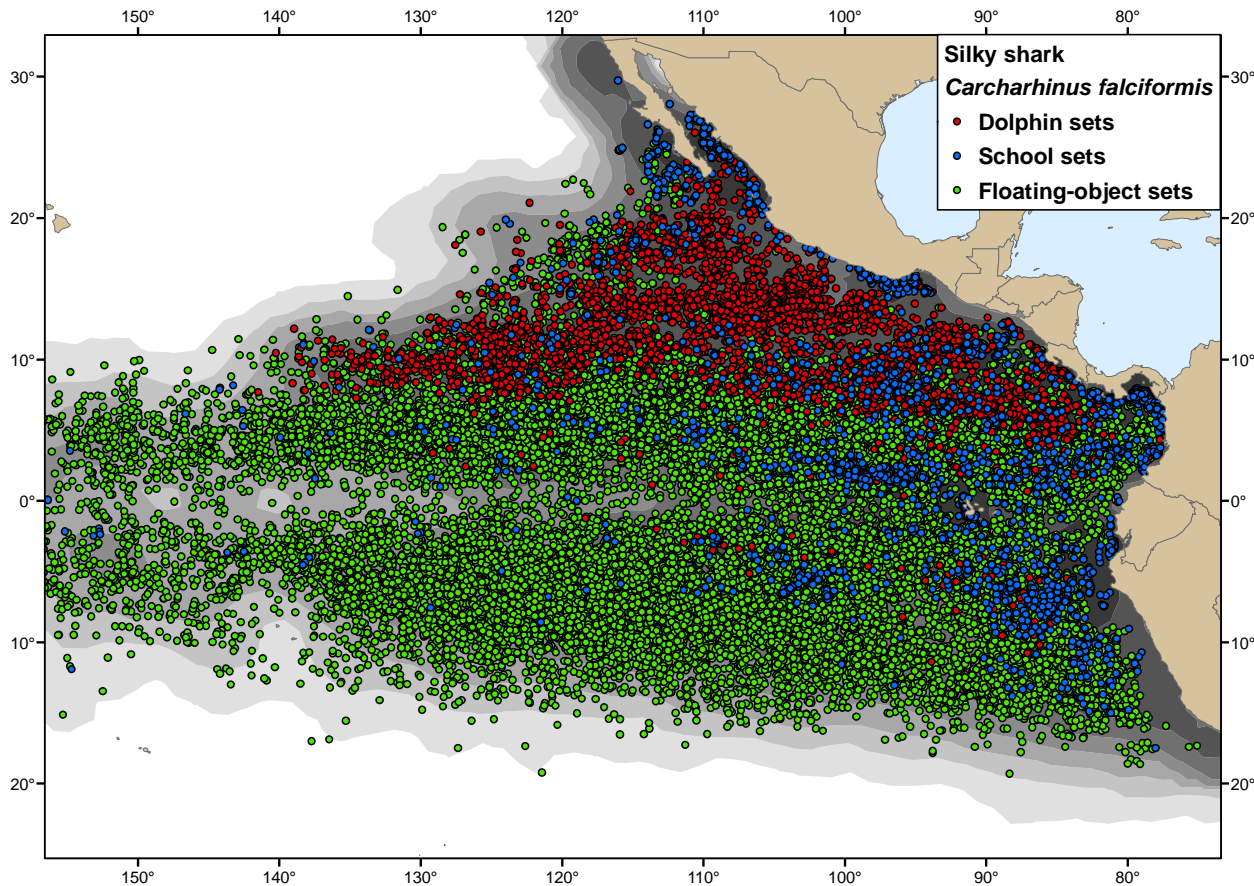 150° 140° 130° 120° 110° 100° 90° 80°
Silky shark
Carcharhinus falciformis
Dolphin sets
School sets
Floating-object sets
30° 30°
20° 20°
10° 10°
0° 0°
10° 10°
20° 20°
150° 140° 130° 120° 110° 100° 90° 80°